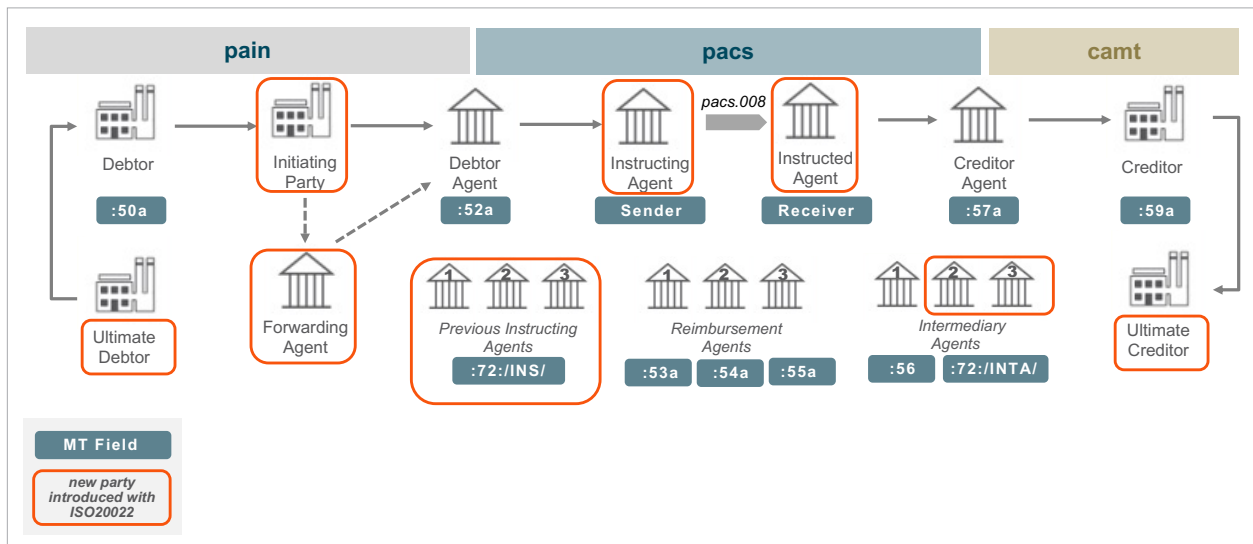 pain
pacs
camt
pacs.008
Debtor
Initiating
Party
Debtor
Agent
Instructing
Agent
Instructed
Agent
Creditor
Agent
Creditor
:50a
:52a
Sender
Receiver
:57a
:59a
Ultimate
Debtor
Forwarding
Agent
1 2 3
Previous Instructing
Agents
:72:/INS/
1 2 3
Reimbursement
Agents
:53a :54a :55a
1 2 3
Intermediary
Agents
:56 :72:/INTA/
Ultimate
Creditor
MT Field
new party
introduced with
ISO20022